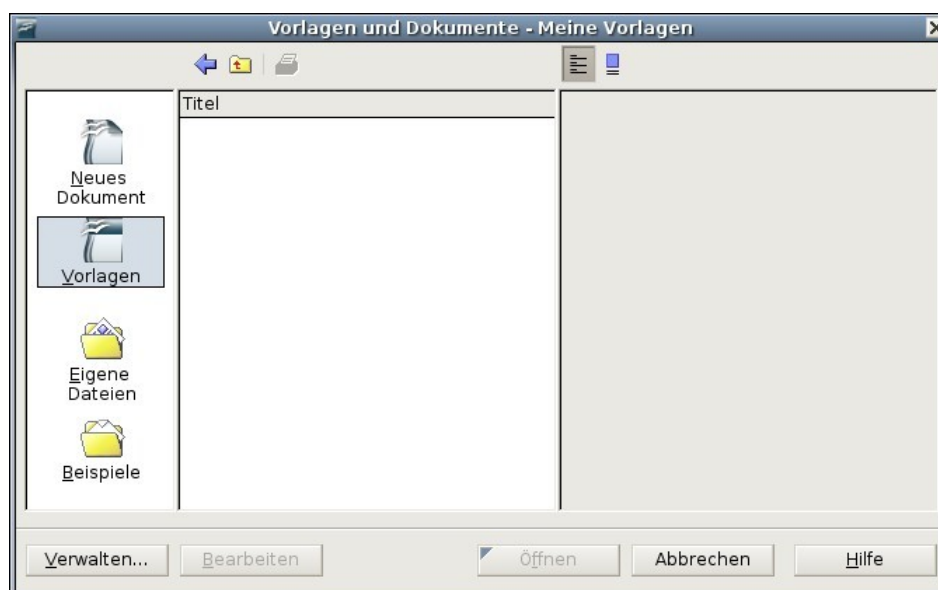 Vorlagen und Dokumente - Meine Vorlagen
Titel
Neues
Dokument
Vorlagen
Eigene
Dateien
Beispiele
Verwalten...
Bearbeiten
Öffnen
Abbrechen
Hilfe